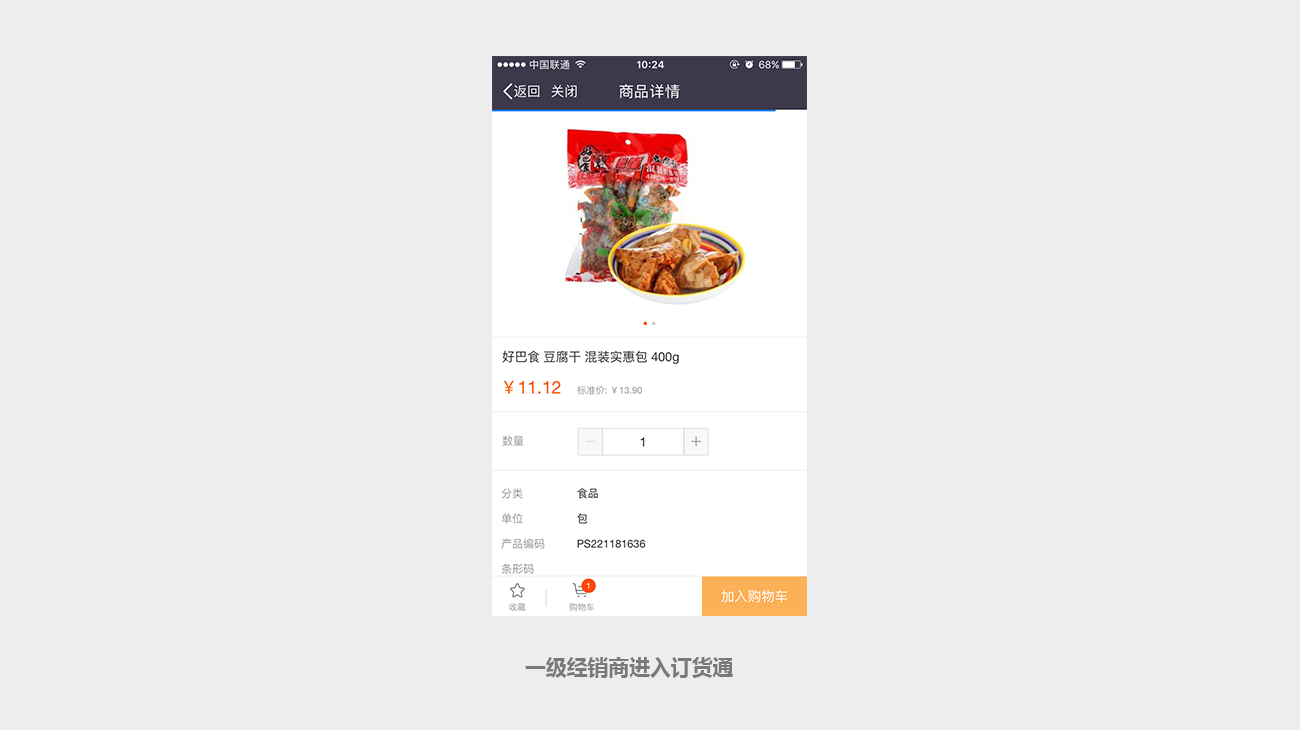 中国联通 10:24 68%
返回 关闭 商品详情
好巴食 豆腐干 混装实惠包 400g
¥11.12 标准价: ¥13.90
数量 1
分类 食品
单位 包
产品编码 PS221181636
条形码
1
收藏 购物车 加入购物车
一级经销商进入订货通